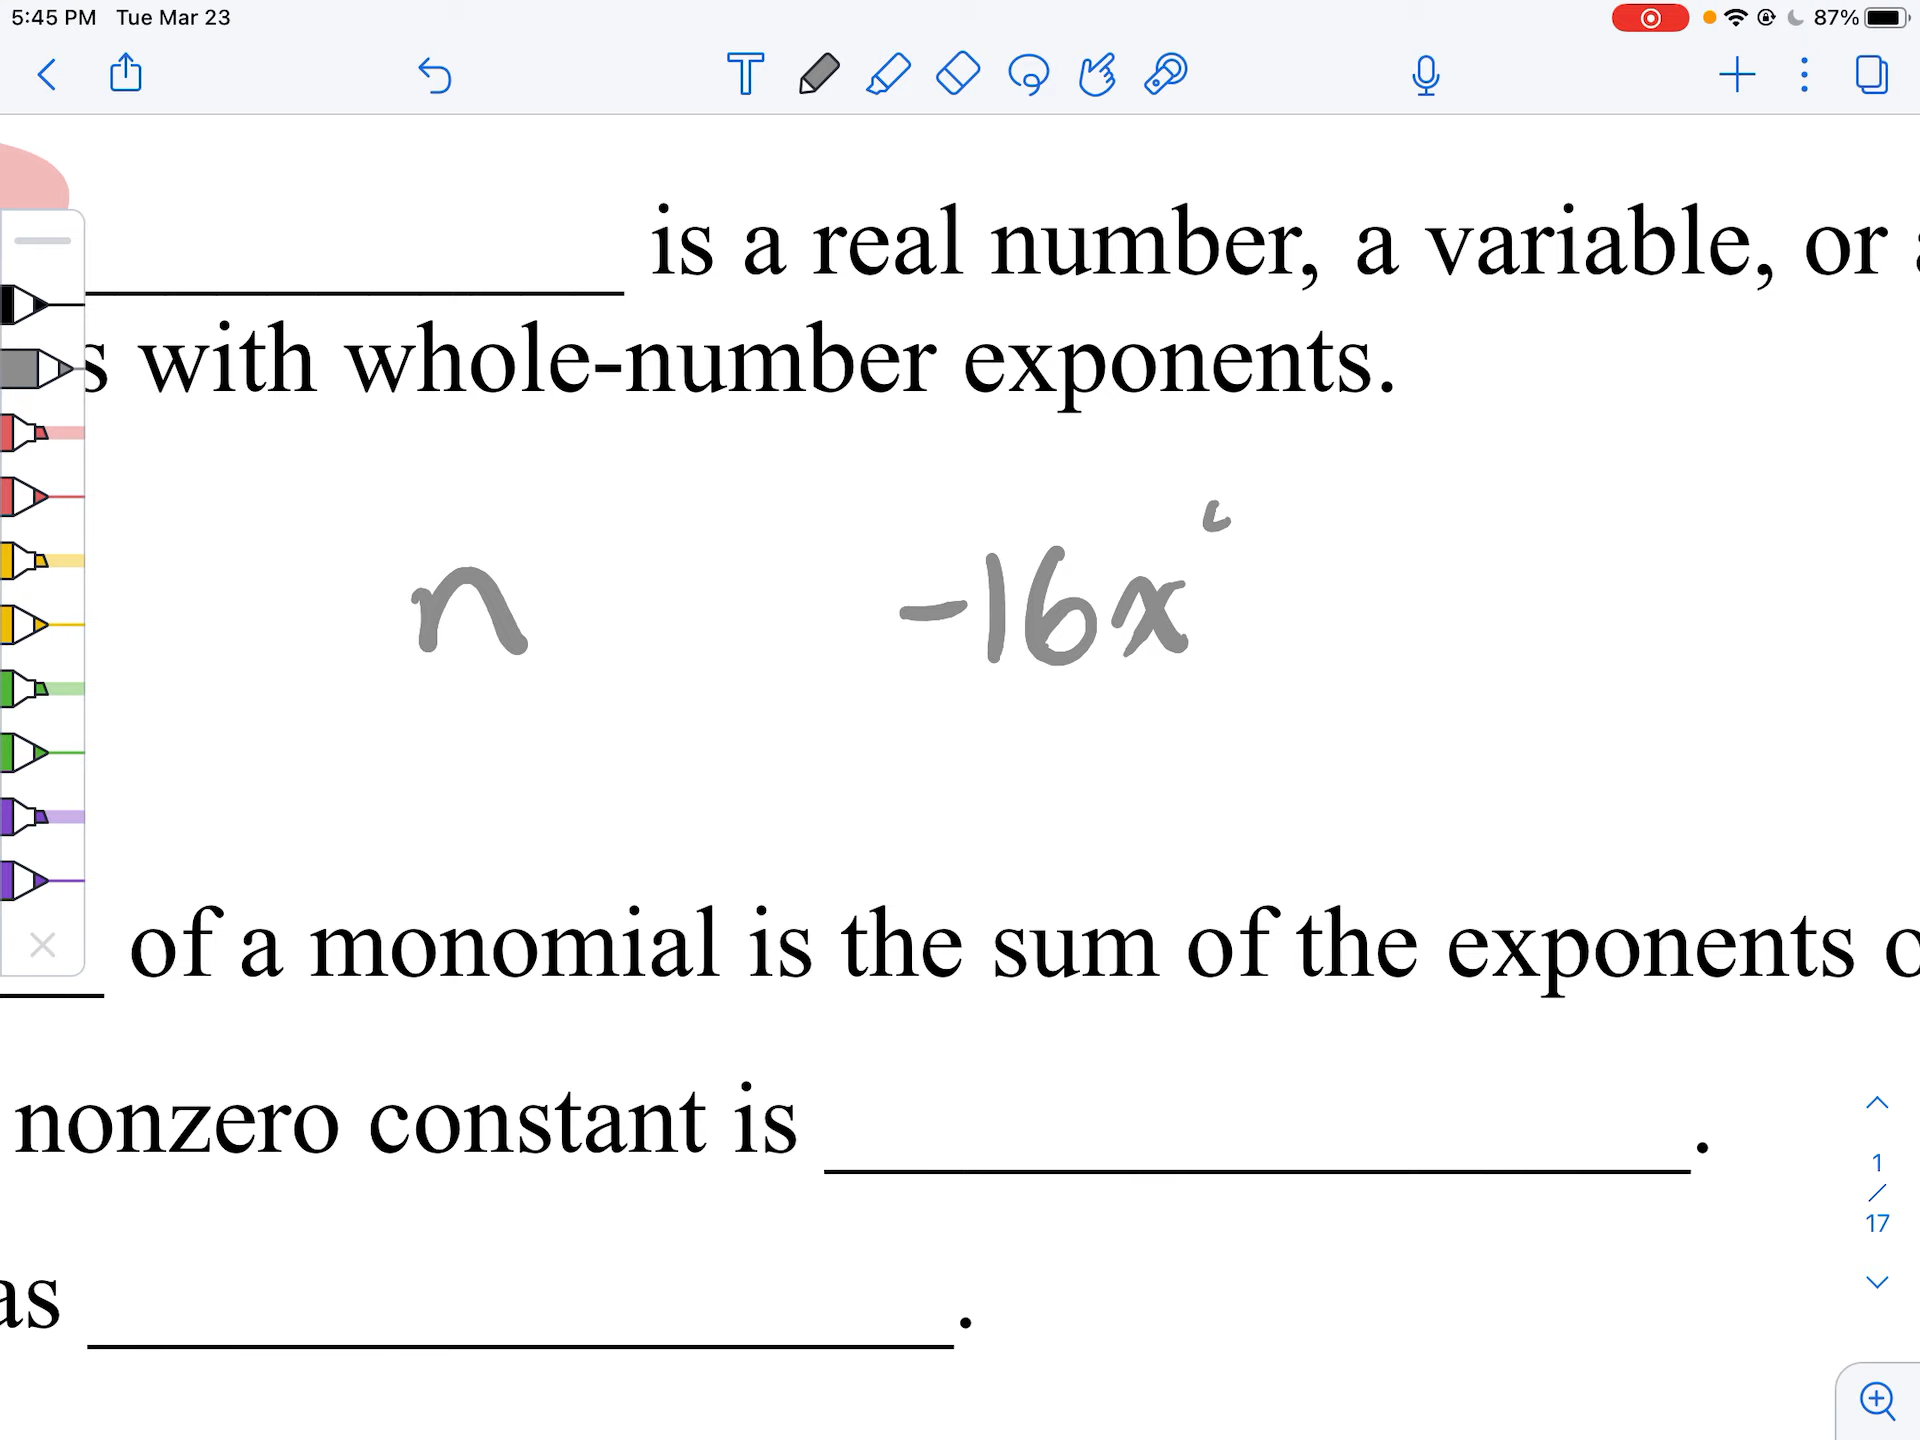 5:45 PM Tue Mar 23 87%
is a real number, a variable, or
s with whole-number exponents.
n -16x
of a monomial is the sum of the exponents
nonzero constant is .
as .
1
/
17